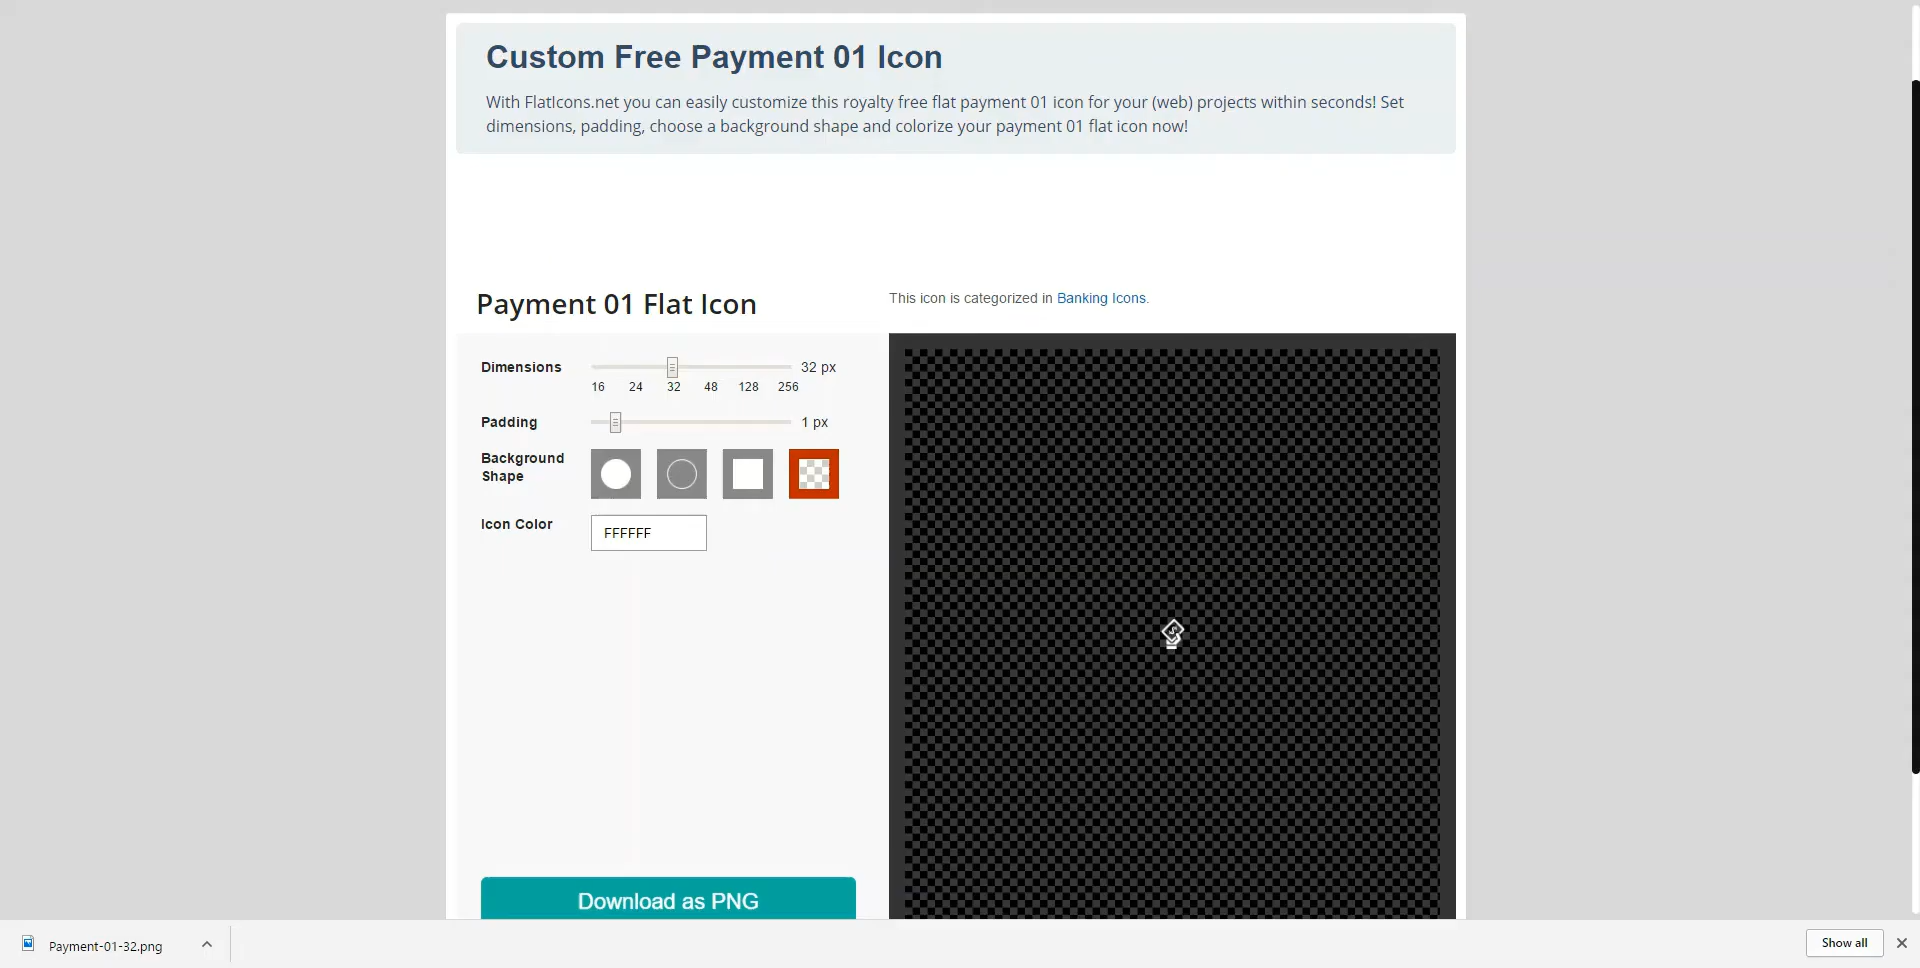 Custom Free Payment 01 Icon
With FlatIcons.net you can easily customize this royalty free flat payment 01 icon for your (web) projects within seconds! Set
dimensions, padding, choose a background shape and colorize your payment 01 flat icon now!
Payment 01 Flat Icon
This icon is categorized in Banking Icons.
Dimensions
32 px
16 24 32 48 128 256
Padding
1 px
Background
Shape
Icon Color
FFFFFF
Download as PNG
Payment-01-32.png
Show all